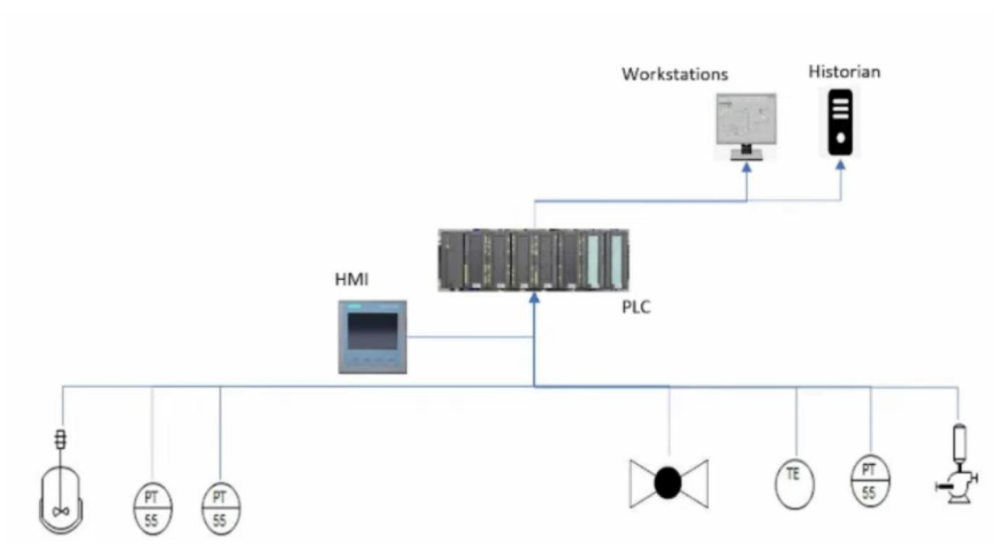 Workstations
Historian
HMI
PLC
PT
55
PT
55
TE
PT
55